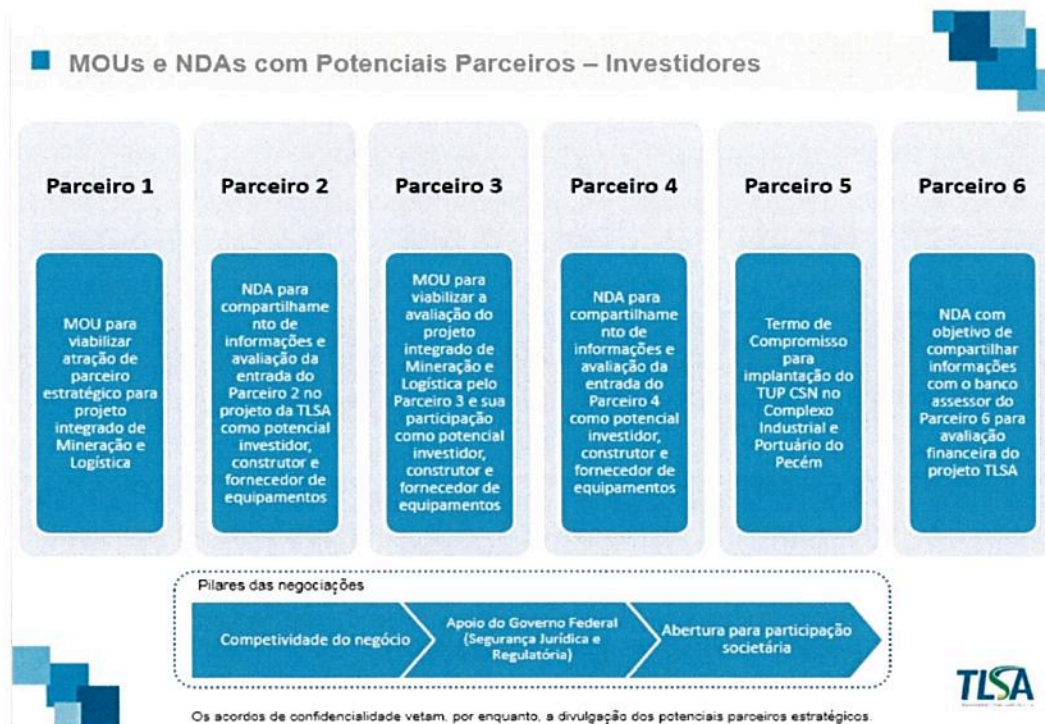 MOUs e NDAs com Potenciais Parceiros – Investidores
Parceiro 1
MOU para
viabilizar
atração de
parceiro
estratégico para
projeto
integrado de
Mineração e
Logística
Parceiro 2
NDA para
compartilhame
nto de
informações e
avaliação da
entrada do
Parceiro 2 no
projeto da TLSA
como potencial
investidor,
construtor e
fornecedor de
equipamentos
Parceiro 3
MOU para
viabilizar a
avaliação do
projeto
integrado de
Mineração e
Logística pelo
Parceiro 3 e sua
participação
como potencial
investidor,
construtor e
fornecedor de
equipamentos
Parceiro 4
NDA para
compartilhame
nto de
informações e
avaliação da
entrada do
Parceiro 4 como
potencial
investidor,
construtor e
fornecedor de
equipamentos
Parceiro 5
Termo de
Compromisso
para
implantação do
TUP CSN no
Complexo
Industrial e
Portuário do
Pecém
Parceiro 6
NDA com
objetivo de
compartilhar
informações
com o banco
assessor do
Parceiro 6 para
avaliação
financeira do
projeto TLSA
Pilares das negociações
Competividade do negócio
Apoio do Governo Federal
(Segurança Jurídica e
Regulatória)
Abertura para participação
societária
TLSA
Os acordos de confidencialidade vetam, por enquanto, a divulgação dos potenciais parceiros estratégicos.